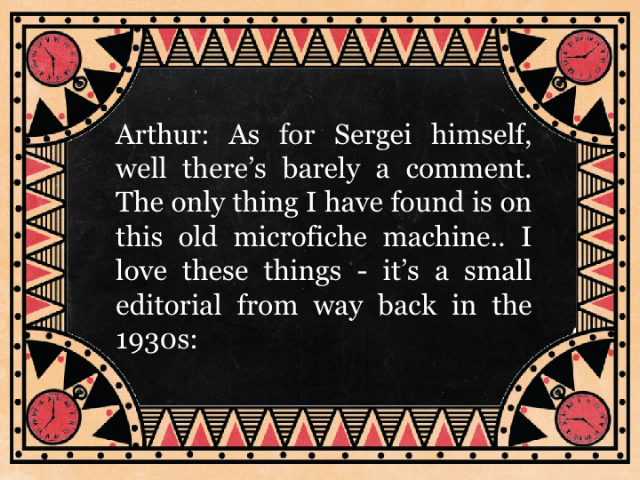 Arthur: As for Sergei himself,
well there’s barely a comment.
The only thing I have found is on
this old microfiche machine.. I
love these things - it’s a small
editorial from way back in the
1930s: